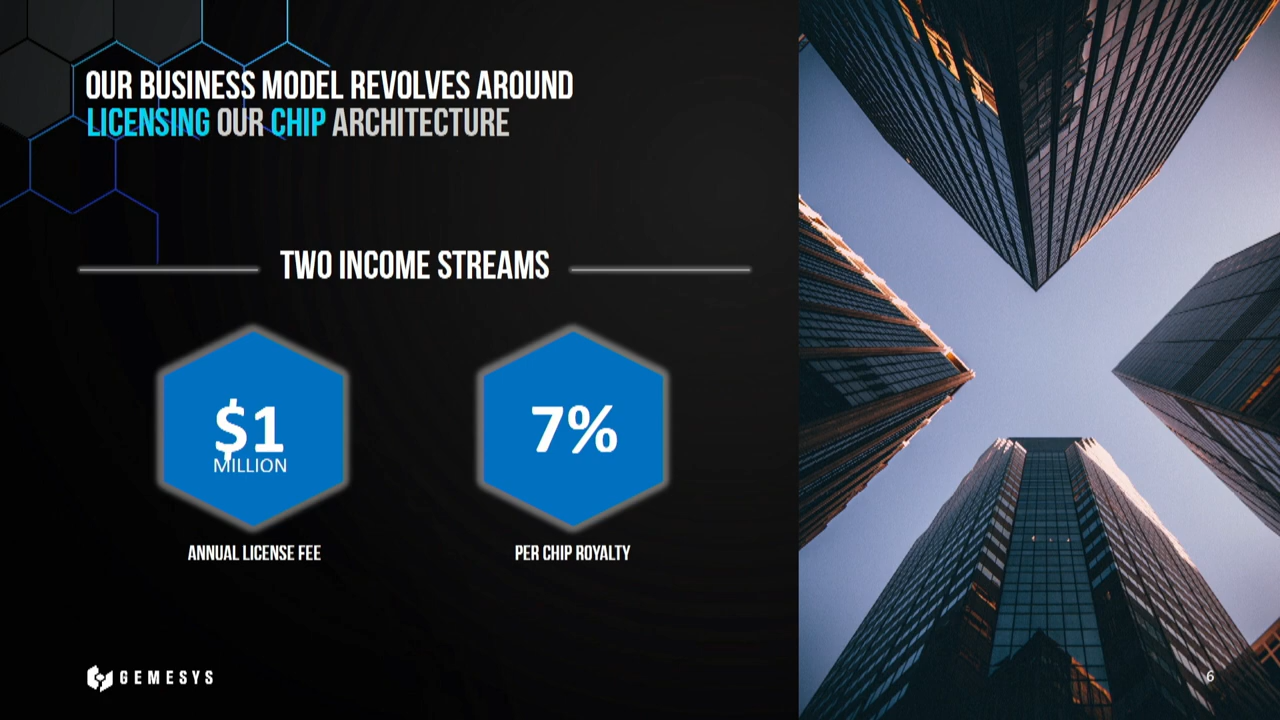 OUR BUSINESS MODEL REVOLVES AROUND
LICENSING OUR CHIP ARCHITECTURE
TWO INCOME STREAMS
$1
MILLION
7%
ANNUAL LICENSE FEE
PER CHIP ROYALTY
GEMESYS
6